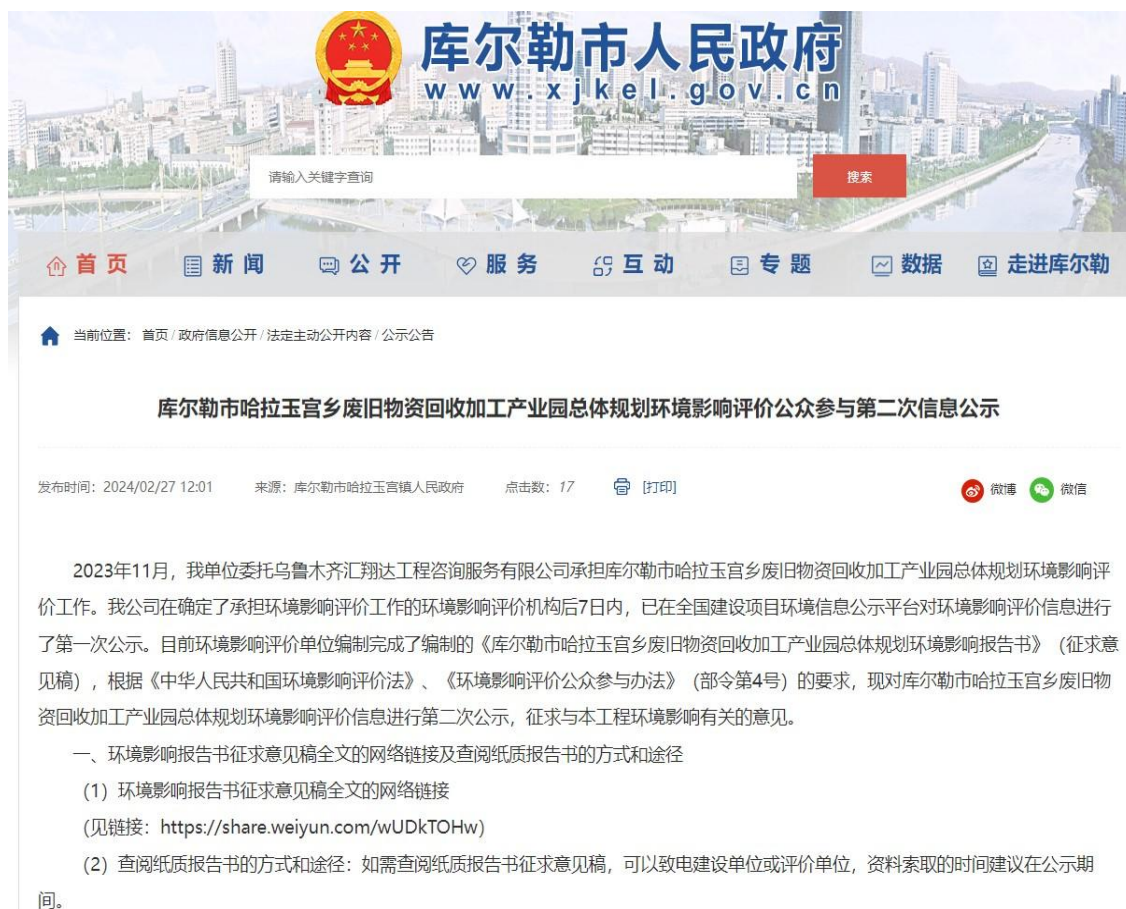 库尔勒市人民政府
www.xjkel.gov.cn
请输入关键字查询 搜索
首页 新闻 公开 服务 互动 专题 数据 走进库尔勒
当前位置: 首页/政府信息公开/法定主动公开内容/公示公告
库尔勒市哈拉玉宫乡废旧物资回收加工产业园总体规划环境影响评价公众参与第二次信息公示
发布时间:2024/02/27 12:01 来源:库尔勒市哈拉玉宫镇人民政府 点击数:17 [打印] 微博 微信
2023年11月,我单位委托乌鲁木齐汇翔达工程咨询服务有限公司承担库尔勒市哈拉玉宫乡废旧物资回收加工产业园总体规划环境影响评
价工作。我公司在确定了承担环境影响评价工作的环境影响评价机构后7日内,已在全国建设项目环境信息公示平台对环境影响评价信息进行
了第一次公示。目前环境影响评价单位编制完成了编制的《库尔勒市哈拉玉宫乡废旧物资回收加工产业园总体规划环境影响报告书》(征求意
见稿),根据《中华人民共和国环境影响评价法》、《环境影响评价公众参与办法》(部令第4号)的要求,现对库尔勒市哈拉玉宫乡废旧物
资回收加工产业园总体规划环境影响评价信息进行第二次公示,征求与本工程环境影响有关的意见。
一、环境影响报告书征求意见稿全文的网络链接及查阅纸质报告书的方式和途径
(1)环境影响报告书征求意见稿全文的网络链接
(见链接:https://share.weiyun.com/wUDkTOHw)
(2)查阅纸质报告书的方式和途径:如需查阅纸质报告书征求意见稿,可以致电建设单位或评价单位,资料索取的时间建议在公示期
间。